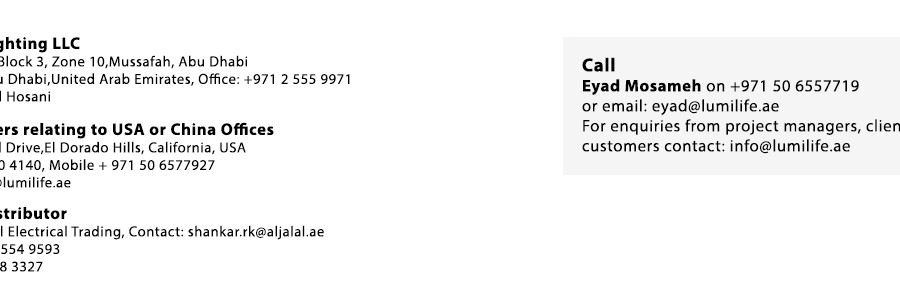 ghting LLC
Block 3, Zone 10,Mussafah, Abu Dhabi
u Dhabi,United Arab Emirates, Office: +971 2 555 9971
l Hosani
ers relating to USA or China Offices
l Drive,El Dorado Hills, California, USA
0 4140, Mobile + 971 50 6577927
@lumilife.ae
stributor
l Electrical Trading, Contact: shankar.rk@aljalal.ae
554 9593
8 3327
Call
Eyad Mosameh on +971 50 6557719
or email: eyad@lumilife.ae
For enquiries from project managers, clien
customers contact: info@lumilife.ae